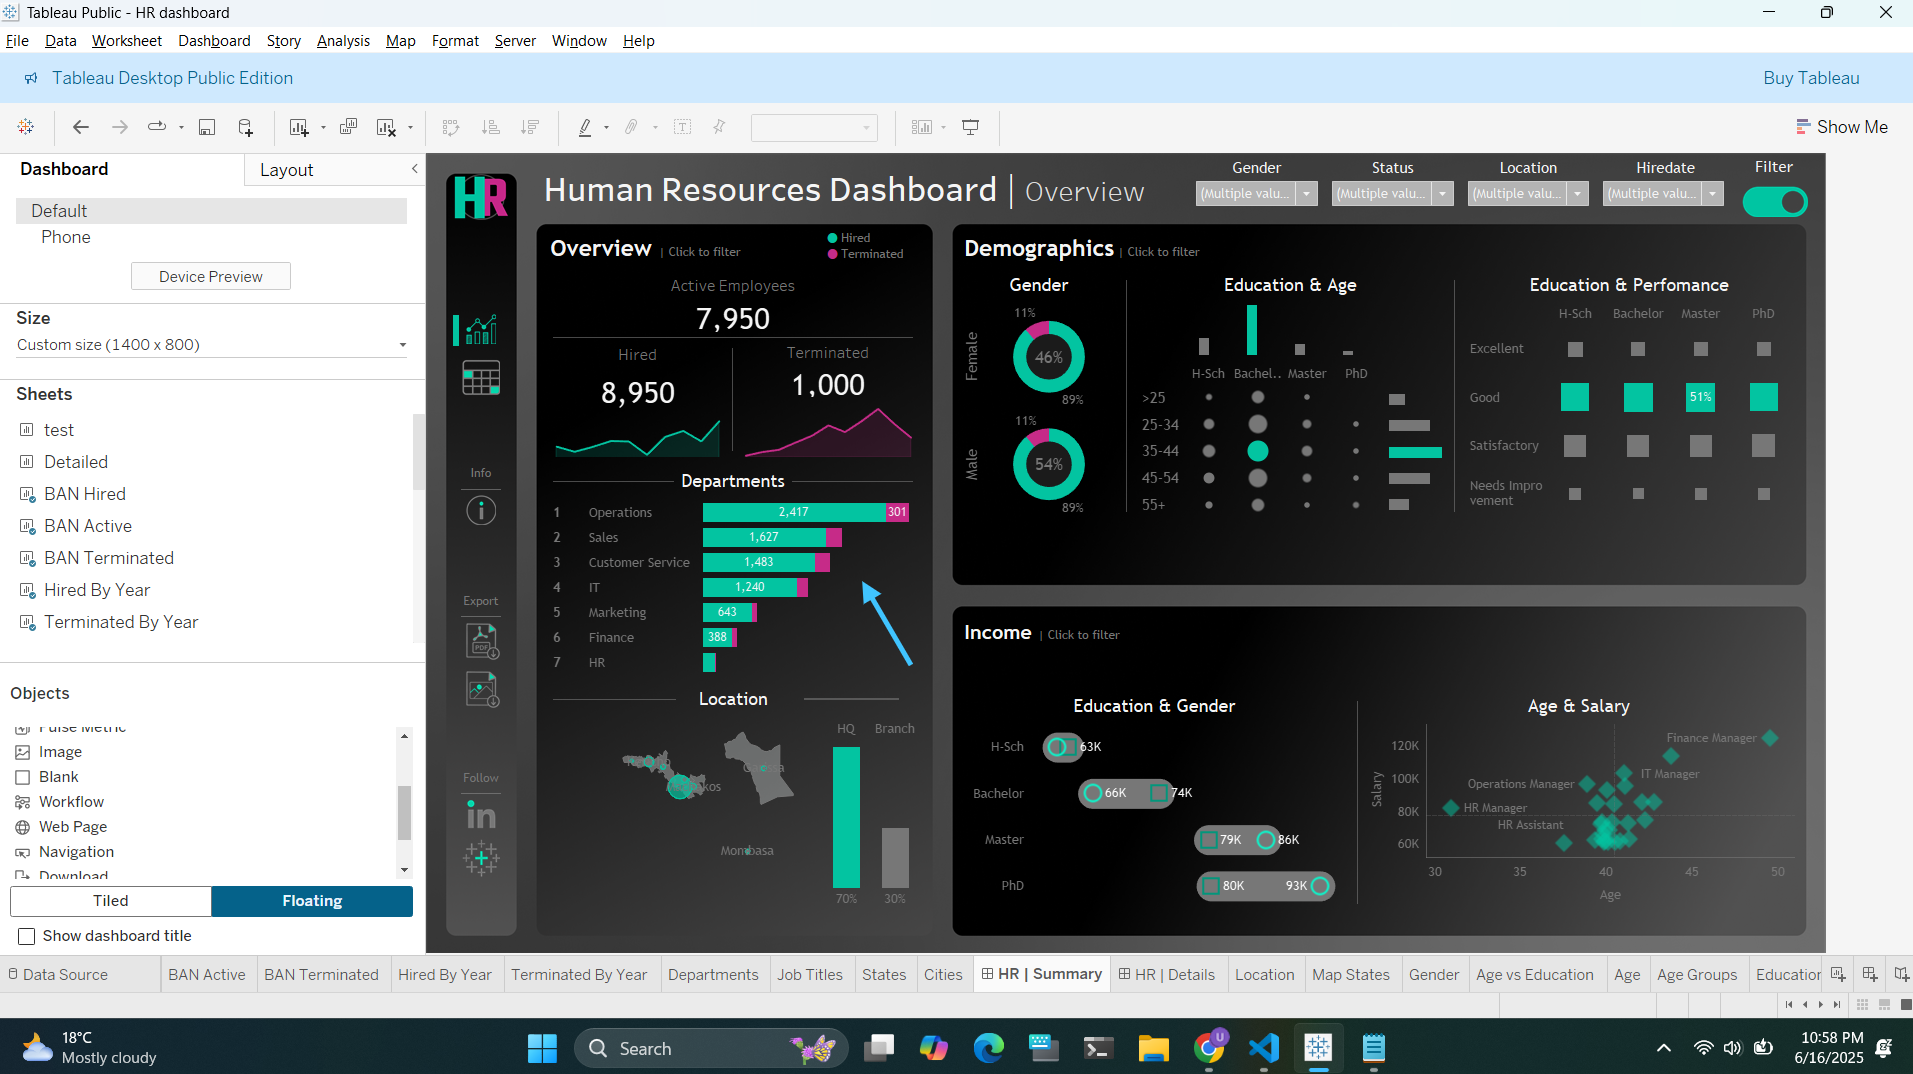 Tableau Public - HR dashboard
File Data Worksheet Dashboard Story Analysis Map Format Server Window Help
Tableau Desktop Public Edition
Buy Tableau
Show Me
Dashboard
Layout
Default
Phone
Device Preview
Size
Custom size (1400 x 800)
Sheets
test
Detailed
BAN Hired
BAN Active
BAN Terminated
Hired By Year
Terminated By Year
Objects
Pulse Metric
Image
Blank
Workflow
Web Page
Navigation
Download
Tiled
Floating
Show dashboard title
HR
Info
Export
PDF
Follow
in
Human Resources Dashboard | Overview
Gender
(Multiple valu...
Status
(Multiple valu...
Location
(Multiple valu...
Hiredate
(Multiple valu...
Filter
Overview | Click to filter
Hired
Terminated
Active Employees
7,950
Hired
8,950
Terminated
1,000
Departments
1 Operations 2,417 301
2 Sales 1,627
3 Customer Service 1,483
4 IT 1,240
5 Marketing 643
6 Finance 388
7 HR
Location
Mombasa
HQ Branch
70% 30%
Demographics | Click to filter
Gender
Female
11%
46%
89%
Male
11%
54%
89%
Education & Age
H-Sch Bachel.. Master PhD
>25
25-34
35-44
45-54
55+
Education & Perfomance
H-Sch Bachelor Master PhD
Excellent
Good 51%
Satisfactory
Needs Impro
vement
Income | Click to filter
Education & Gender
H-Sch 63K
Bachelor 66K 74K
Master 79K 86K
PhD 80K 93K
Age & Salary
Salary
120K
100K
80K
60K
Finance Manager
IT Manager
Operations Manager
HR Manager
HR Assistant
30 35 40 45 50
Age
Data Source BAN Active BAN Terminated Hired By Year Terminated By Year Departments Job Titles States Cities HR | Summary HR | Details Location Map States Gender Age vs Education Age Age Groups Education
18°C
Mostly cloudy
Search
U
10:58 PM
6/16/2025